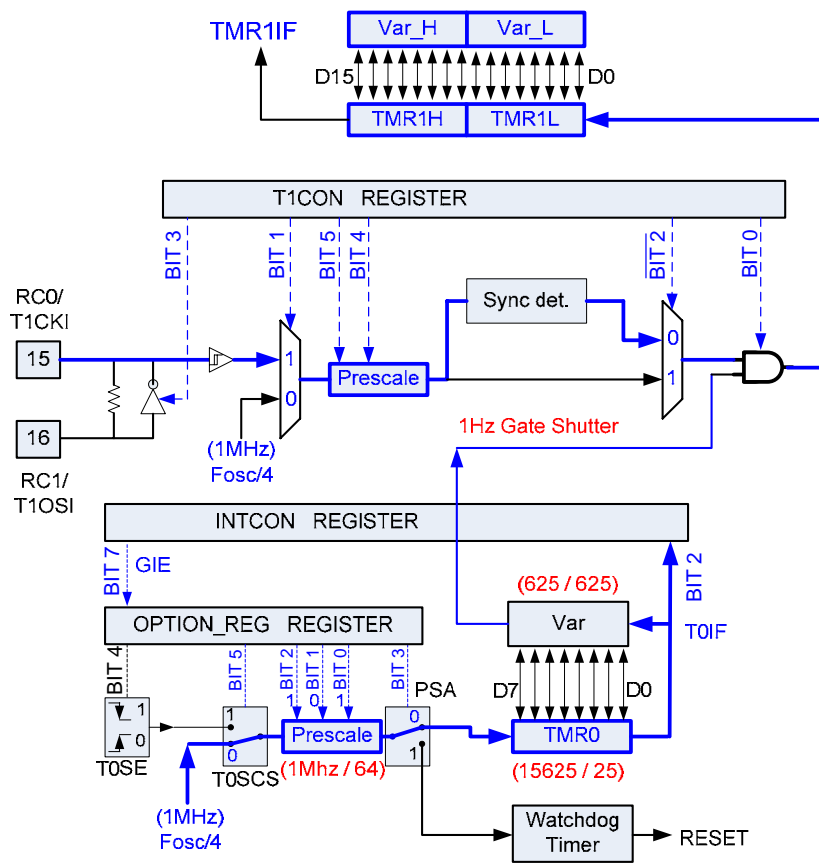 TMR1IF
Var_H Var_L
D15 D0
TMR1H TMR1L
T1CON REGISTER
BIT 3 BIT 1 BIT 5 BIT 4 BIT 2 BIT 0
RC0/
T1CKI
Sync det.
15 1 Prescale 0
0 1
16
(1MHz)
Fosc/4
1Hz Gate Shutter
RC1/
T1OSI
INTCON REGISTER
BIT 7 GIE BIT 2
(625 / 625)
OPTION_REG REGISTER Var T0IF
BIT 4 BIT 5 BIT 2 BIT 1 BIT 0 BIT 3
1 0 1 PSA D7 D0
1 1 0
0 0 Prescale 1 TMR0
T0SE T0SCS (1Mhz / 64) (15625 / 25)
(1MHz)
Fosc/4
Watchdog
Timer RESET